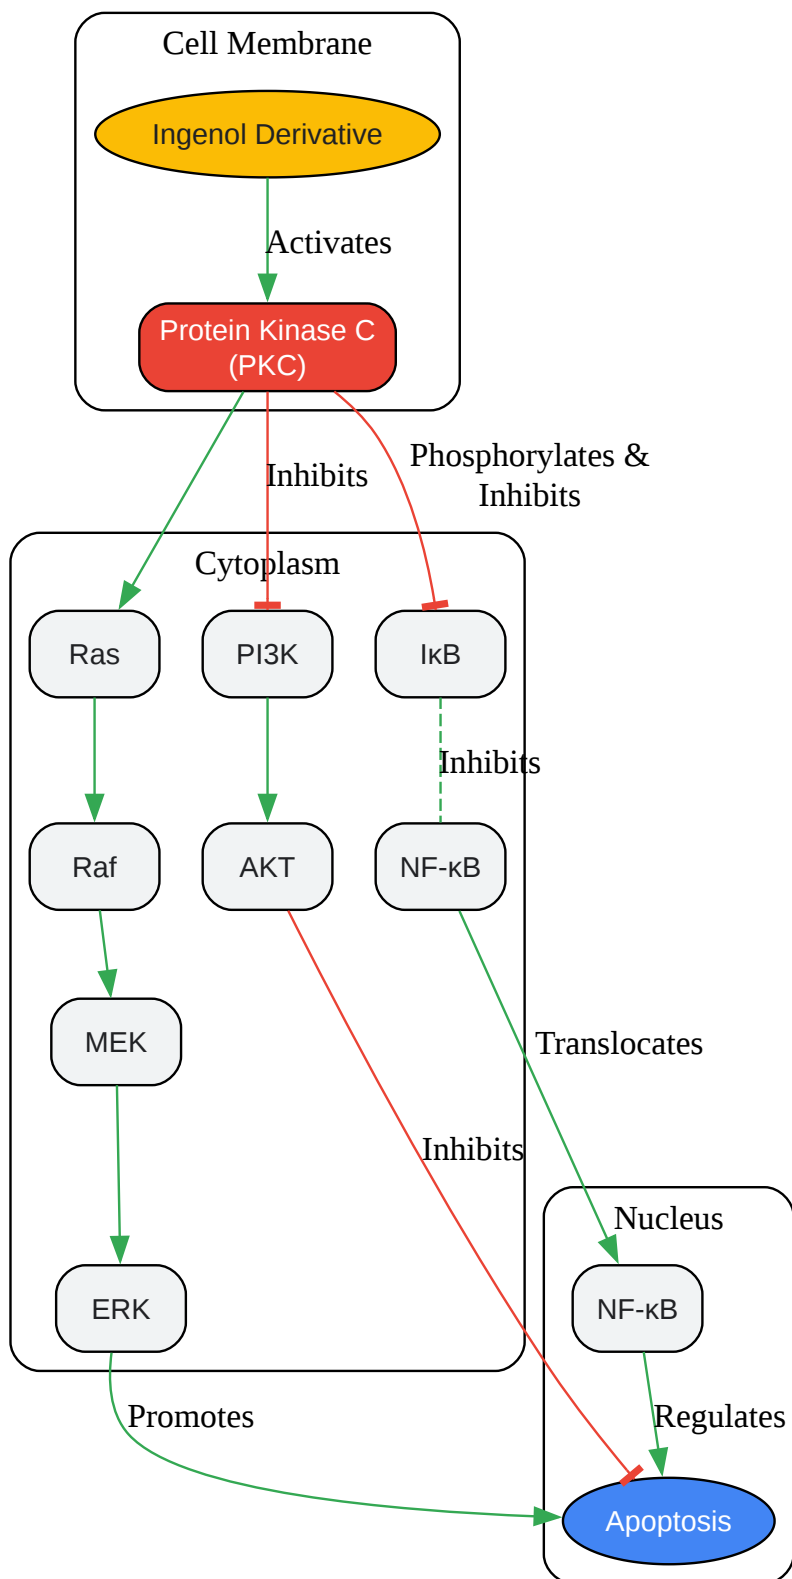 Cell Membrane
Ingenol Derivative
Activates
Protein Kinase C
(PKC)
Inhibits
Phosphorylates &
Inhibits
Cytoplasm
Ras
PI3K
IκB
Inhibits
Raf
AKT
NF-κB
MEK
Translocates
Inhibits
Nucleus
ERK
NF-κB
Promotes
Regulates
Apoptosis